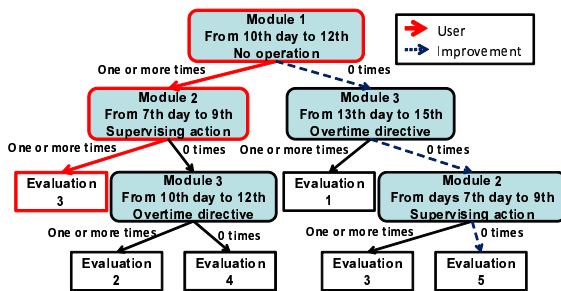 Module 1
From 10th day to 12th
No operation
User
Improvement
One or more times
0 times
Module 2
From 7th day to 9th
Supervising action
Module 3
From 13th day to 15th
Overtime directive
One or more times
0 times
One or more times
0 times
Evaluation
3
Module 3
From 10th day to 12th
Overtime directive
Evaluation
1
Module 2
From days 7th day to 9th
Supervising action
One or more times
0 times
One or more times
0 times
Evaluation
2
Evaluation
4
Evaluation
3
Evaluation
5